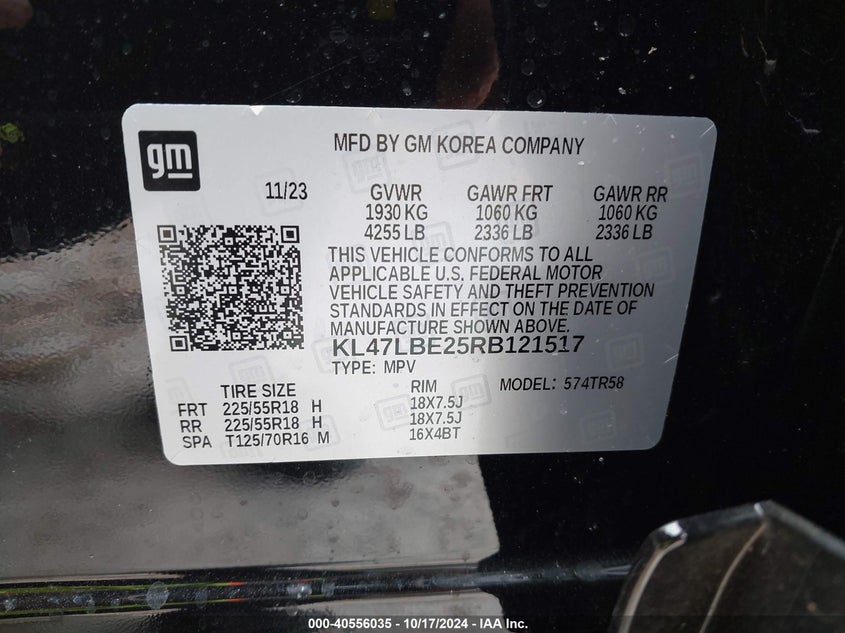 gm
MFD BY GM KOREA COMPANY
11/23 GVWR GAWR FRT GAWR RR
1930 KG 1060 KG 1060 KG
4255 LB 2336 LB 2336 LB
THIS VEHICLE CONFORMS TO ALL
APPLICABLE U.S. FEDERAL MOTOR
VEHICLE SAFETY AND THEFT PREVENTION
STANDARDS IN EFFECT ON THE DATE OF
MANUFACTURE SHOWN ABOVE.
KL47LBE25RB121517
TYPE: MPV
TIRE SIZE RIM MODEL: 574TR58
FRT 225/55R18 H 18X7.5J
RR 225/55R18 H 18X7.5J
SPA T125/70R16 M 16X4BT
000-40556035 - 10/17/2024 - IAA Inc.